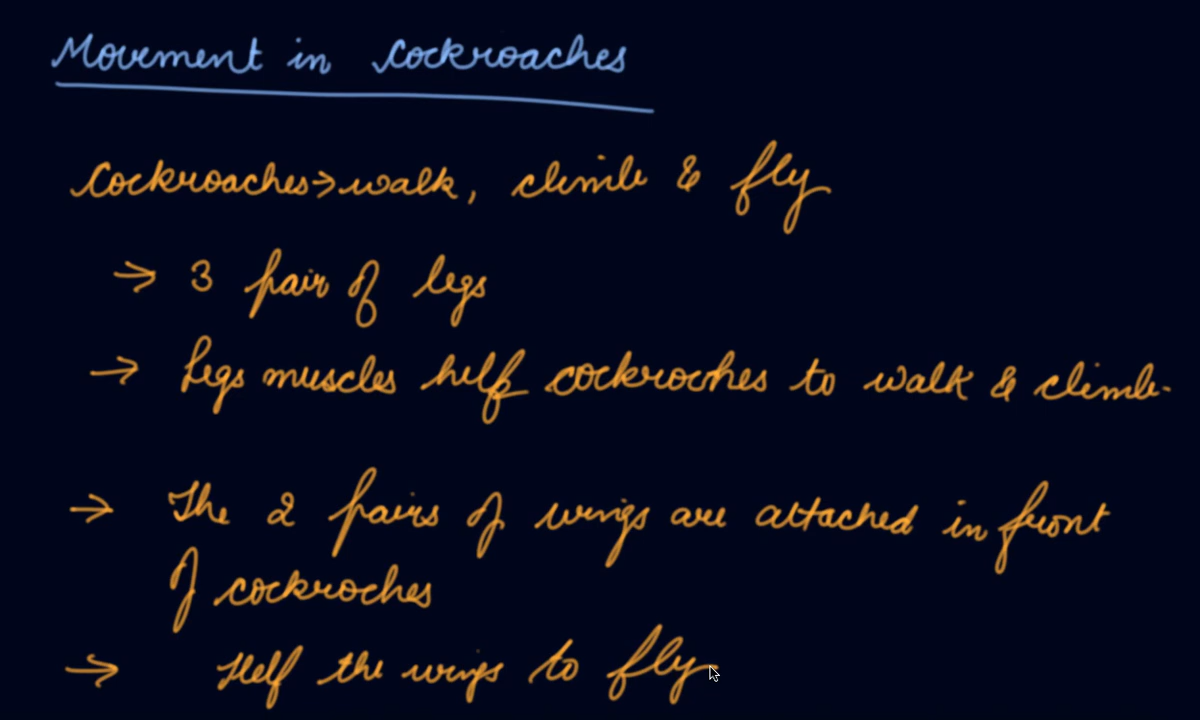 Movement in cockroaches
Cockroaches→walk, climb & fly
→ 3 pair of legs
→ Legs muscles help cockroches to walk & climb.
→ The 2 pairs of wings are attached in front
of cockroches
→ Help the wings to fly